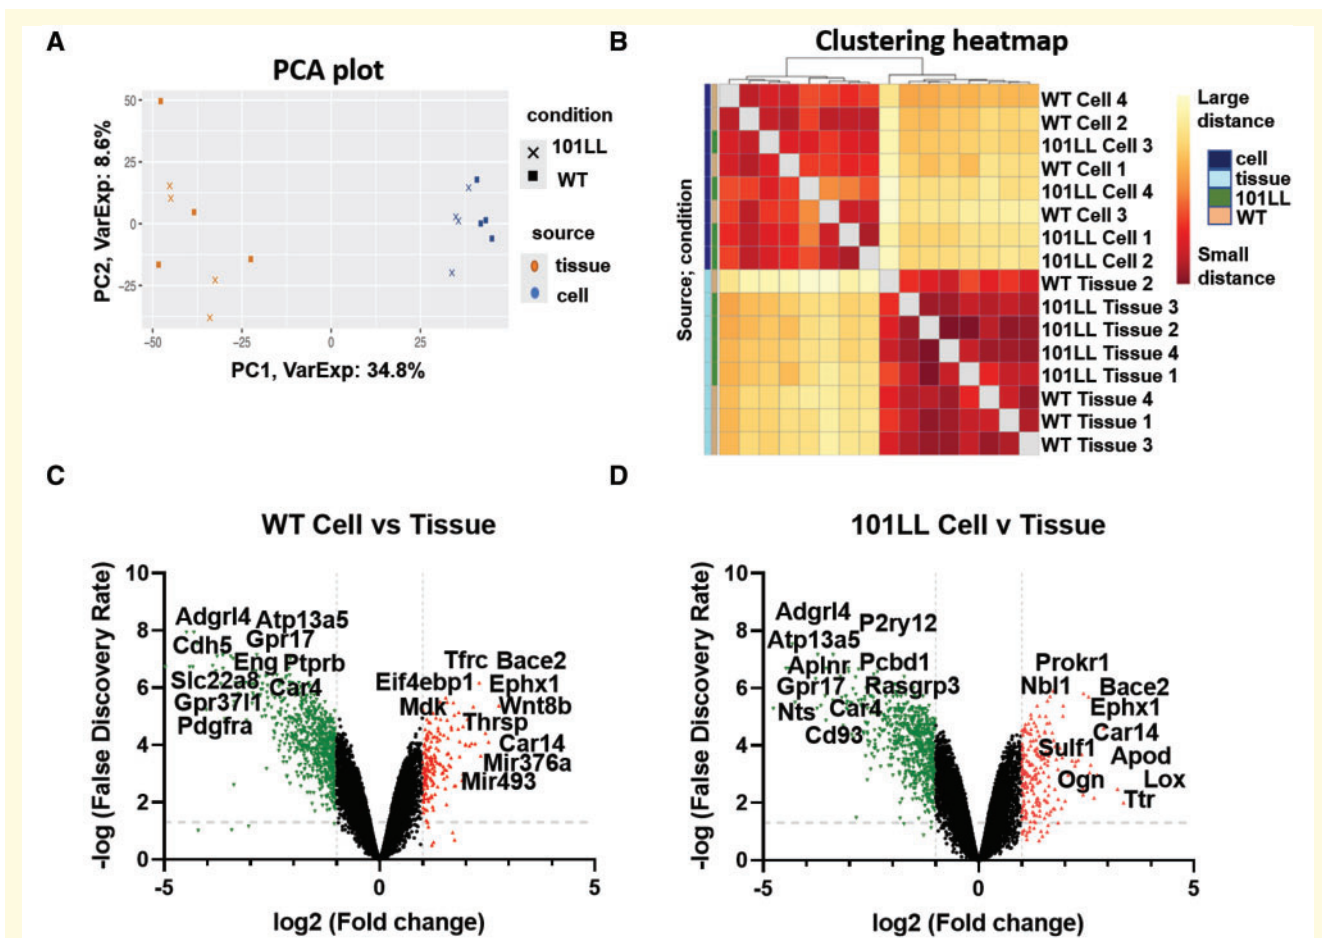 A
PCA plot
50
25
0
−25
−50
−25
0
25
PC2, VarExp: 8.6%
PC1, VarExp: 34.8%
condition
101LL
WT
source
tissue
cell
B
Clustering heatmap
Source; condition
WT Cell 4
WT Cell 2
101LL Cell 3
WT Cell 1
101LL Cell 4
WT Cell 3
101LL Cell 1
101LL Cell 2
WT Tissue 2
101LL Tissue 3
101LL Tissue 2
101LL Tissue 4
101LL Tissue 1
WT Tissue 4
WT Tissue 1
WT Tissue 3
Large
distance
Small
distance
cell
tissue
101LL
WT
C
WT Cell vs Tissue
-log (False Discovery Rate)
10
8
6
4
2
0
-5
0
5
log2 (Fold change)
Adgrl4 Atp13a5
Cdh5 Gpr17
Eng Ptprb
Slc22a8 Car4
Gpr37l1
Pdgfra
Tfrc Bace2
Eif4ebp1 Ephx1
Mdk Wnt8b
Thrsp
Car14
Mir376a
Mir493
D
101LL Cell v Tissue
-log (False Discovery Rate)
10
8
6
4
2
0
-5
0
5
log2 (Fold change)
Adgrl4 P2ry12
Atp13a5
Aplnr Pcbd1
Gpr17 Rasgrp3
Nts Car4
Cd93
Prokr1
Nbl1 Bace2
Ephx1
Car14
Sulf1 Apod
Ogn Lox
Ttr